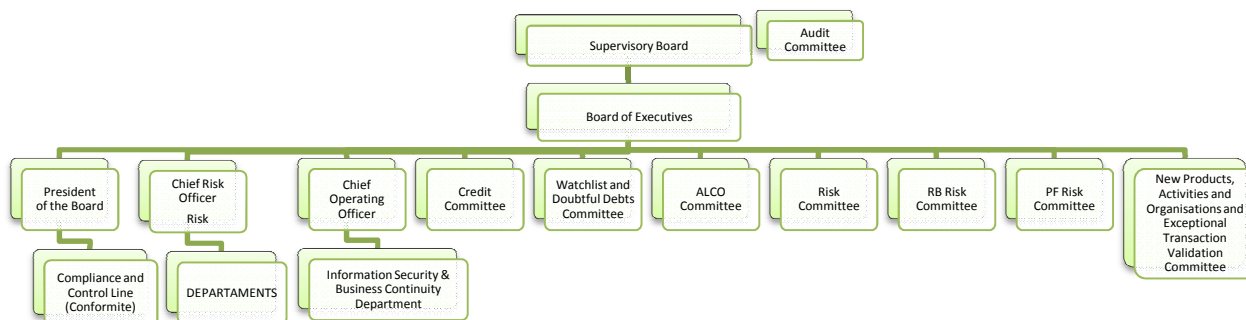 Supervisory Board
Audit
Committee
Board of Executives
President
of the Board
Chief Risk
Officer
Risk
Chief
Operating
Officer
Credit
Committee
Watchlist and
Doubtful Debts
Committee
ALCO
Committee
Risk
Committee
RB Risk
Committee
PF Risk
Committee
New Products,
Activities and
Organisations and
Exceptional
Transaction
Validation
Committee
Compliance and
Control Line
(Conformite)
DEPARTAMENTS
Information Security &
Business Continuity
Department